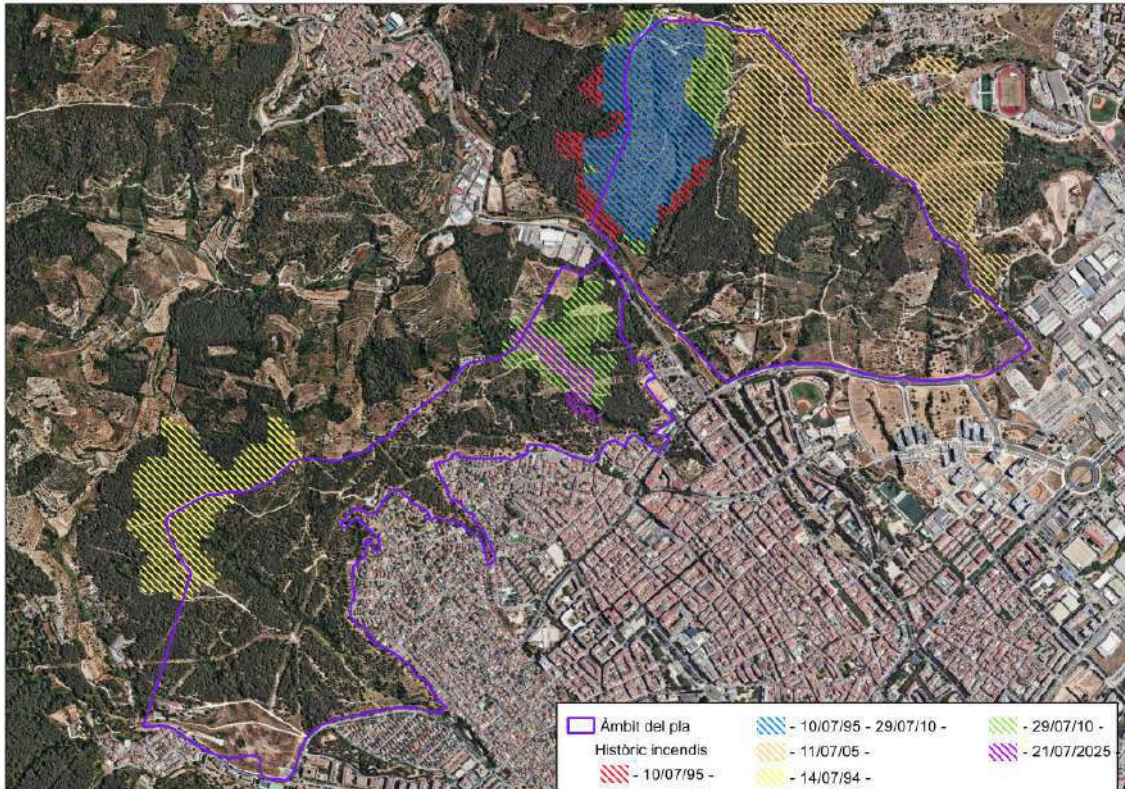 Àmbit del pla
Històric incendis
- 10/07/95 -
- 10/07/95 - 29/07/10 -
- 11/07/05 -
- 14/07/94 -
- 29/07/10 -
- 21/07/2025 -